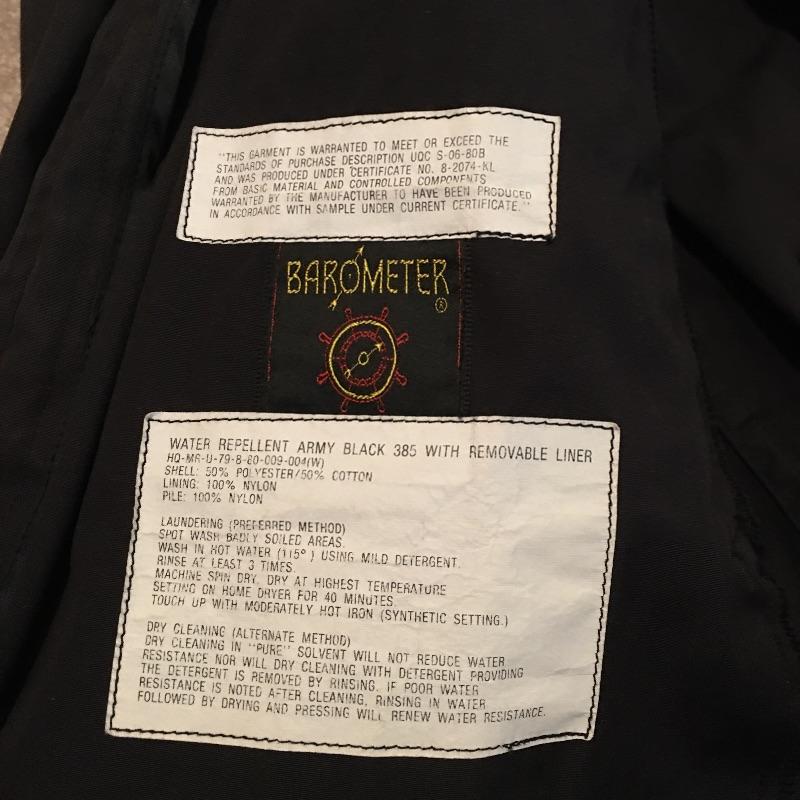 "THIS GARMENT IS WARRANTED TO MEET OR EXCEED THE
STANDARDS OF PURCHASE DESCRIPTION UQC S-06-80B
AND WAS PRODUCED UNDER CERTIFICATE NO. 8-2074-KL
FROM BASIC MATERIAL AND CONTROLLED COMPONENTS
WARRANTED BY THE MANUFACTURER TO HAVE BEEN PRODUCED
IN ACCORDANCE WITH SAMPLE UNDER CURRENT CERTIFICATE."
BAROMETER
®
WATER REPELLENT ARMY BLACK 385 WITH REMOVABLE LINER
HQ-MR-U-79-8-80-009-004(W)
SHELL: 50% POLYESTER/50% COTTON
LINING: 100% NYLON
PILE: 100% NYLON
LAUNDERING (PREFERRED METHOD)
SPOT WASH BADLY SOILED AREAS.
WASH IN HOT WATER (115°) USING MILD DETERGENT.
RINSE AT LEAST 3 TIMES.
MACHINE SPIN DRY. DRY AT HIGHEST TEMPERATURE
SETTING ON HOME DRYER FOR 40 MINUTES.
TOUCH UP WITH MODERATELY HOT IRON (SYNTHETIC SETTING.)
DRY CLEANING (ALTERNATE METHOD)
DRY CLEANING IN "PURE" SOLVENT WILL NOT REDUCE WATER
RESISTANCE NOR WILL DRY CLEANING WITH DETERGENT PROVIDING
THE DETERGENT IS REMOVED BY RINSING. IF POOR WATER
RESISTANCE IS NOTED AFTER CLEANING, RINSING IN WATER
FOLLOWED BY DRYING AND PRESSING WILL RENEW WATER RESISTANCE.